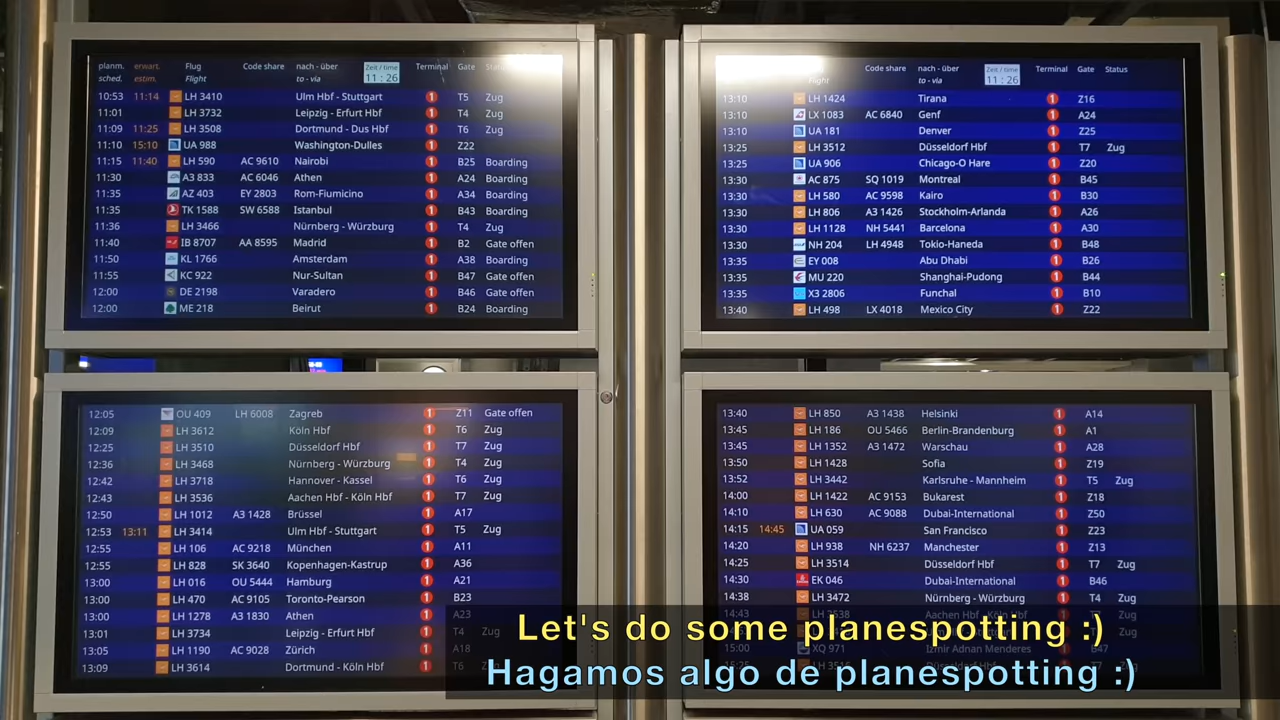 planm. erwart. Flug Code share nach - über Zeit / time Terminal Gate
sched. estim. Flight to - via 11 : 26
10:53 11:14 LH 3410 Ulm Hbf - Stuttgart 1 T5 Zug
11:01 LH 3732 Leipzig - Erfurt Hbf 1 T4 Zug
11:09 11:25 LH 3508 Dortmund - Dus Hbf 1 T6 Zug
11:10 15:10 UA 988 Washington-Dulles 1 Z22
11:15 11:40 LH 590 AC 9610 Nairobi 1 B25 Boarding
11:30 A3 833 AC 6046 Athen 1 A24 Boarding
11:35 AZ 403 EY 2803 Rom-Fiumicino 1 A34 Boarding
11:35 TK 1588 SW 6588 Istanbul 1 B43 Boarding
11:36 LH 3466 Nürnberg - Würzburg 1 T4 Zug
11:40 IB 8707 AA 8595 Madrid 1 B2 Gate offen
11:50 KL 1766 Amsterdam 1 A38 Boarding
11:55 KC 922 Nur-Sultan 1 B47 Gate offen
12:00 DE 2198 Varadero 1 B46 Gate offen
12:00 ME 218 Beirut 1 B24 Boarding
12:05 OU 409 LH 6008 Zagreb 1 Z11 Gate offen
12:09 LH 3612 Köln Hbf 1 T6 Zug
12:25 LH 3510 Düsseldorf Hbf 1 T7 Zug
12:36 LH 3468 Nürnberg - Würzburg 1 T4 Zug
12:42 LH 3718 Hannover - Kassel 1 T6 Zug
12:43 LH 3536 Aachen Hbf - Köln Hbf 1 T7 Zug
12:50 LH 1012 A3 1428 Brüssel 1 A17
12:53 13:11 LH 3414 Ulm Hbf - Stuttgart 1 T5 Zug
12:55 LH 106 AC 9218 München 1 A11
12:55 LH 828 SK 3640 Kopenhagen-Kastrup 1 A36
13:00 LH 016 OU 5444 Hamburg 1 A21
13:00 LH 470 AC 9105 Toronto-Pearson 1 B23
13:00 LH 1278 A3 1830 Athen 1 A23
13:01 LH 3734 Leipzig - Erfurt Hbf 1 T4 Zug
13:05 LH 1190 AC 9028 Zürich 1 A18
13:09 LH 3614 Dortmund - Köln Hbf 1 T6
Code share nach - über Zeit / time Terminal Gate Status
Flight to - via 11 : 26
13:10 LH 1424 Tirana 1 Z16
13:10 LX 1083 AC 6840 Genf 1 A24
13:10 UA 181 Denver 1 Z25
13:25 LH 3512 Düsseldorf Hbf 1 T7 Zug
13:25 UA 906 Chicago-O Hare 1 Z20
13:30 AC 875 SQ 1019 Montreal 1 B45
13:30 LH 580 AC 9598 Kairo 1 B30
13:30 LH 806 A3 1426 Stockholm-Arlanda 1 A26
13:30 LH 1128 NH 5441 Barcelona 1 A30
13:30 NH 204 LH 4948 Tokio-Haneda 1 B48
13:35 EY 008 Abu Dhabi 1 B26
13:35 MU 220 Shanghai-Pudong 1 B44
13:35 X3 2806 Funchal 1 B10
13:40 LH 498 LX 4018 Mexico City 1 Z22
13:40 LH 850 A3 1438 Helsinki 1 A14
13:45 LH 186 OU 5466 Berlin-Brandenburg 1 A1
13:45 LH 1352 A3 1472 Warschau 1 A28
13:50 LH 1428 Sofia 1 Z19
13:52 LH 3442 Karlsruhe - Mannheim 1 T5 Zug
14:00 LH 1422 AC 9153 Bukarest 1 Z18
14:10 LH 630 AC 9088 Dubai-International 1 Z50
14:15 14:45 UA 059 San Francisco 1 Z23
14:20 LH 938 NH 6237 Manchester 1 Z13
14:25 LH 3514 Düsseldorf Hbf 1 T7 Zug
14:30 EK 046 Dubai-International 1 B46
14:38 LH 3472 Nürnberg - Würzburg 1 T4 Zug
14:43 LH 3538 Aachen Hbf - Köln Hbf
15:00 XQ 971 Izmir Adnan Menderes B47
Düsseldorf Hbf
Let's do some planespotting :)
Hagamos algo de planespotting :)